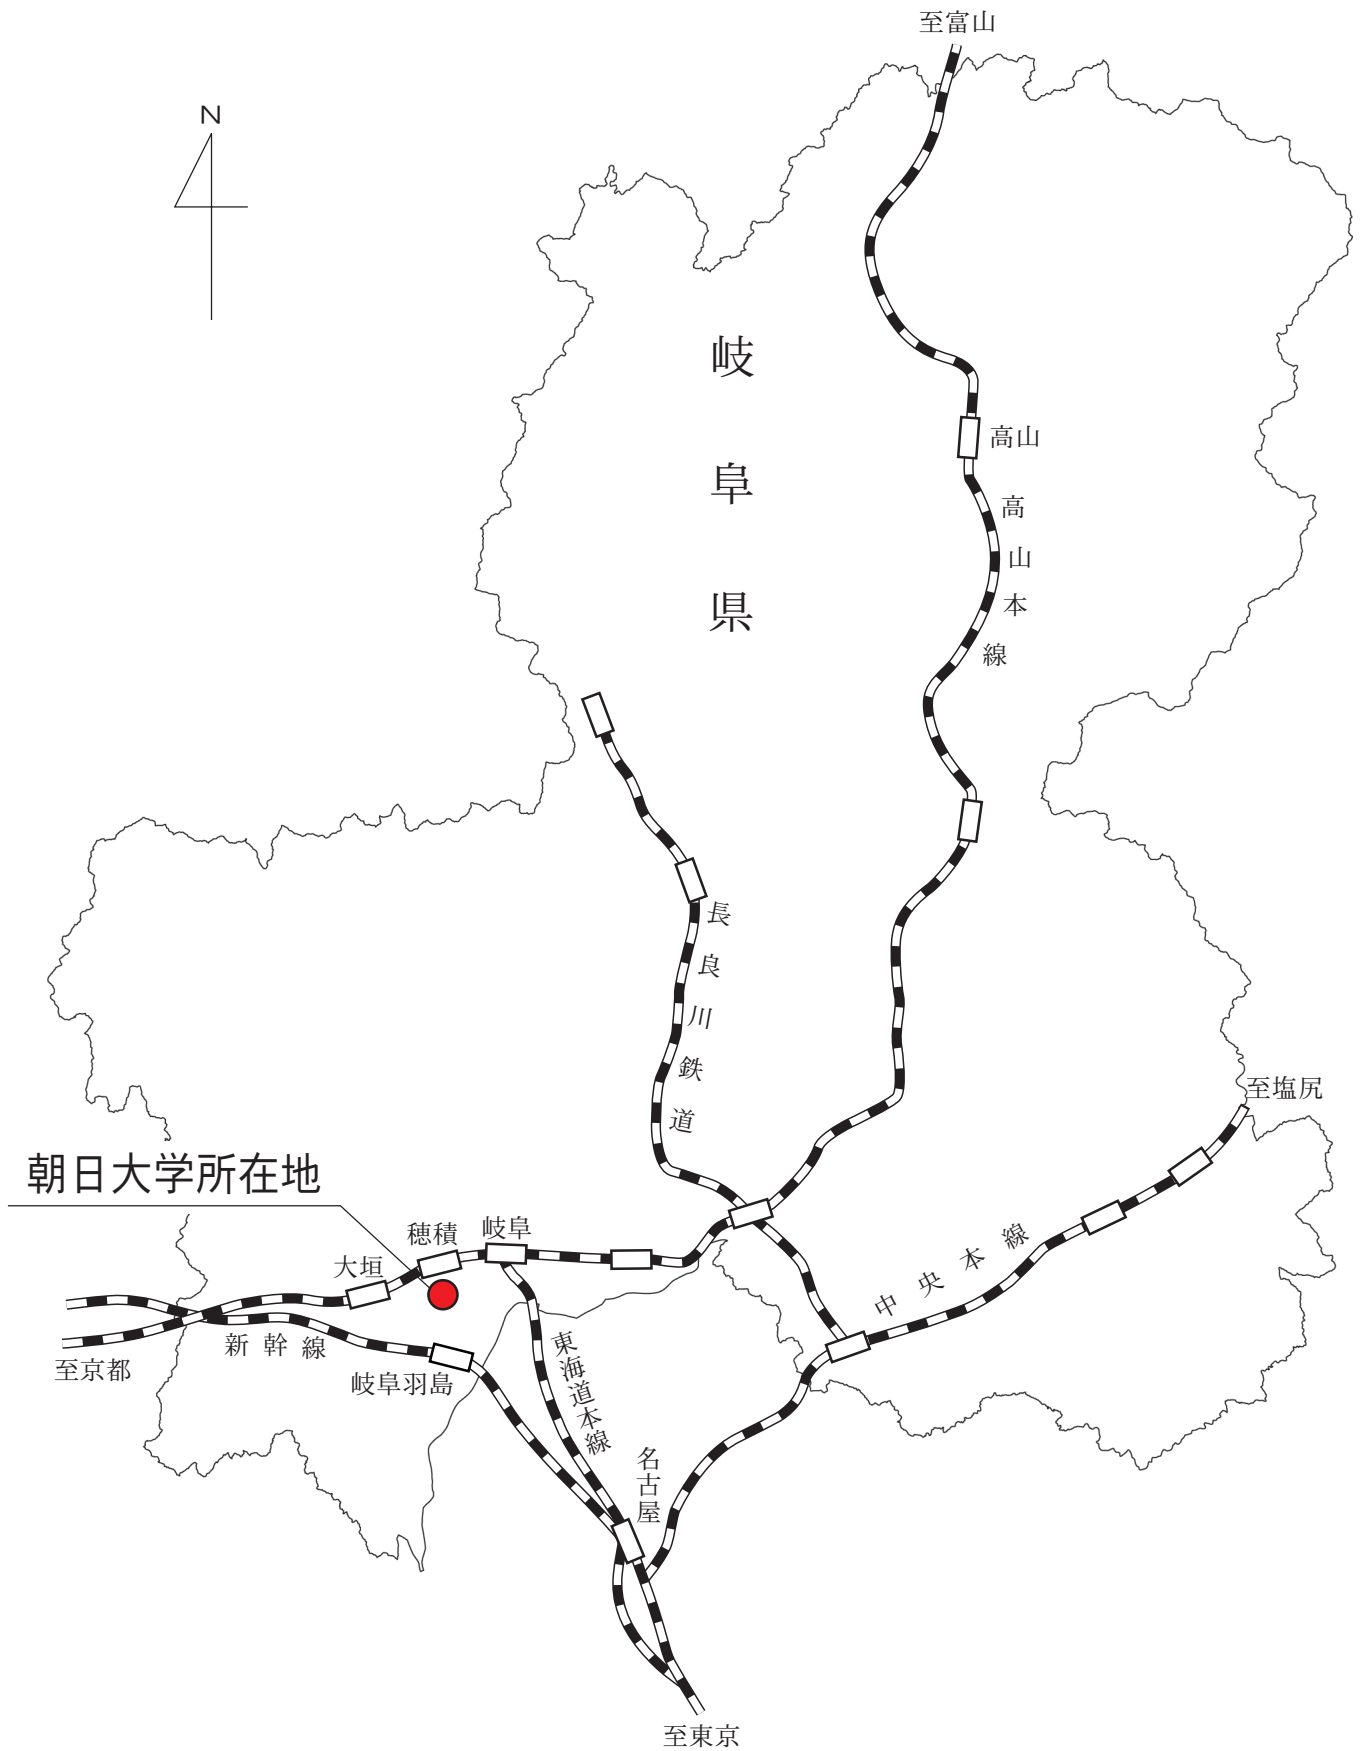 至富山
N
岐阜県
高山
高山本線
長良川鉄道
至塩尻
朝日大学所在地
穂積
岐阜
大垣
中央本線
新幹線
至京都
岐阜羽島
東海道本線
名古屋
至東京